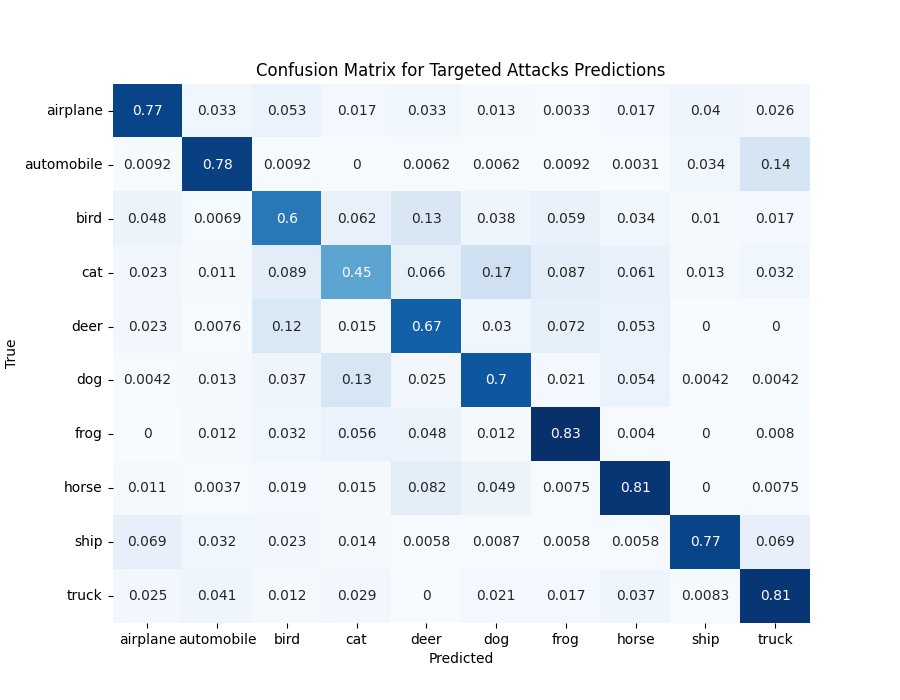 Confusion Matrix for Targeted Attacks Predictions
airplane 0.77 0.033 0.053 0.017 0.033 0.013 0.0033 0.017 0.04 0.026
automobile 0.0092 0.78 0.0092 0 0.0062 0.0062 0.0092 0.0031 0.034 0.14
bird 0.048 0.0069 0.6 0.062 0.13 0.038 0.059 0.034 0.01 0.017
cat 0.023 0.011 0.089 0.45 0.066 0.17 0.087 0.061 0.013 0.032
deer 0.023 0.0076 0.12 0.015 0.67 0.03 0.072 0.053 0 0
True
dog 0.0042 0.013 0.037 0.13 0.025 0.7 0.021 0.054 0.0042 0.0042
frog 0 0.012 0.032 0.056 0.048 0.012 0.83 0.004 0 0.008
horse 0.011 0.0037 0.019 0.015 0.082 0.049 0.0075 0.81 0 0.0075
ship 0.069 0.032 0.023 0.014 0.0058 0.0087 0.0058 0.0058 0.77 0.069
truck 0.025 0.041 0.012 0.029 0 0.021 0.017 0.037 0.0083 0.81
airplane automobile bird cat deer dog frog horse ship truck
Predicted